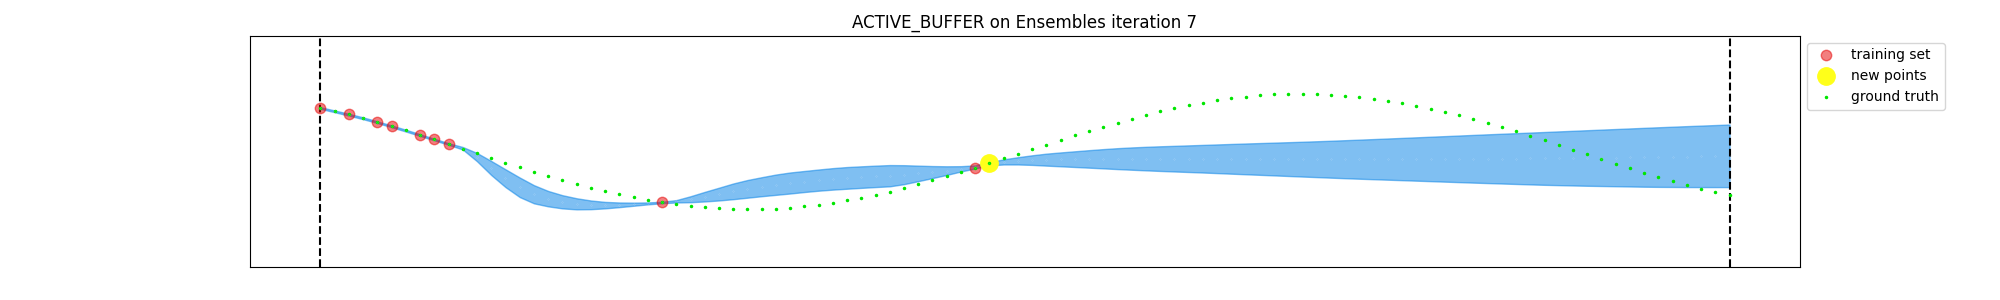 ACTIVE_BUFFER on Ensembles iteration 7
training set
new points
ground truth